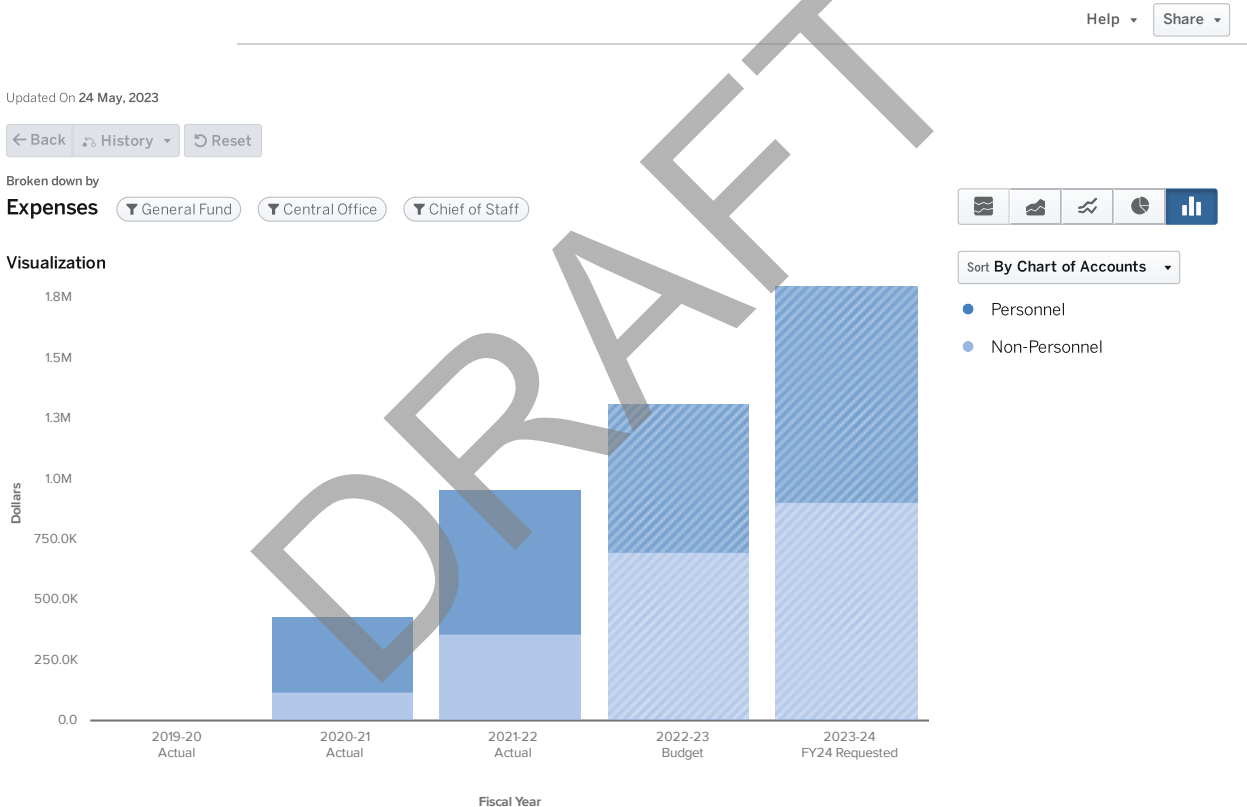 Help Share
Updated On 24 May, 2023
Back History Reset
Broken down by
Expenses General Fund Central Office Chief of Staff
Visualization
Sort By Chart of Accounts
Personnel
Non-Personnel
1.8M
1.5M
1.3M
1.0M
750.0K
500.0K
250.0K
0.0
Dollars
2019-20 2020-21 2021-22 2022-23 2023-24
Actual Actual Actual Budget FY24 Requested
Fiscal Year
DRAFT